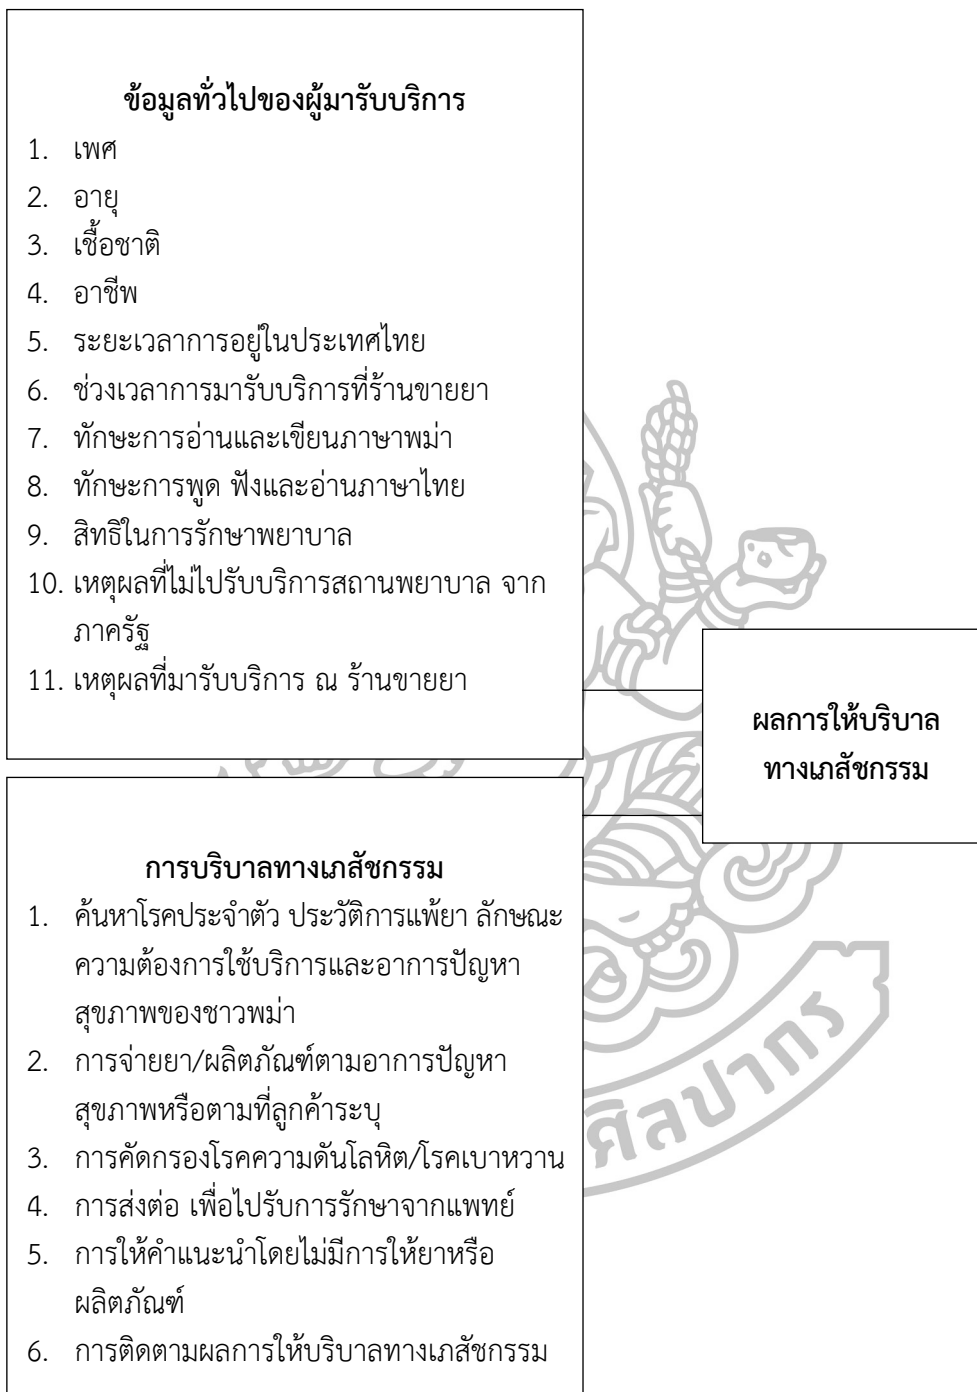 ข้อมูลทั่วไปของผู้มารับบริการ
1. เพศ
2. อายุ
3. เชื้อชาติ
4. อาชีพ
5. ระยะเวลาการอยู่ในประเทศไทย
6. ช่วงเวลาการมารับบริการที่ร้านขายยา
7. ทักษะการอ่านและเขียนภาษาพม่า
8. ทักษะการพูด ฟังและอ่านภาษาไทย
9. สิทธิในการรักษาพยาบาล
10. เหตุผลที่ไม่ไปรับบริการสถานพยาบาล จาก
ภาครัฐ
11. เหตุผลที่มารับบริการ ณ ร้านขายยา
ผลการให้บริบาล
ทางเภสัชกรรม
การบริบาลทางเภสัชกรรม
1. ค้นหาโรคประจำตัว ประวัติการแพ้ยา ลักษณะ
ความต้องการใช้บริการและอาการปัญหา
สุขภาพของชาวพม่า
2. การจ่ายยา/ผลิตภัณฑ์ตามอาการปัญหา
สุขภาพหรือตามที่ลูกค้าระบุ
3. การคัดกรองโรคความดันโลหิต/โรคเบาหวาน
4. การส่งต่อ เพื่อไปรับการรักษาจากแพทย์
5. การให้คำแนะนำโดยไม่มีการให้ยาหรือ
ผลิตภัณฑ์
6. การติดตามผลการให้บริบาลทางเภสัชกรรม
ศิลปากร